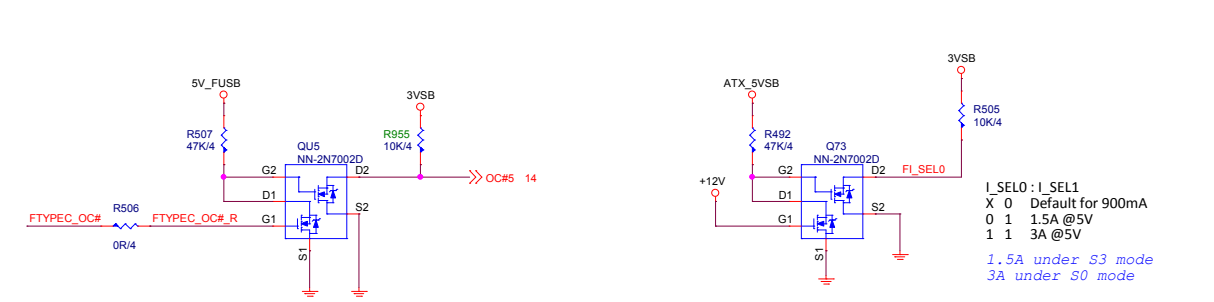 3VSB
5V_FUSB
3VSB
ATX_5VSB
R505
10K/4
R507
47K/4
R955
10K/4
R492
47K/4
QU5
NN-2N7002D
Q73
NN-2N7002D
G2
D2
OC#5 14
G2
D2
FI_SEL0
+12V
D1
D1
I_SEL0 : I_SEL1
X 0 Default for 900mA
0 1 1.5A @5V
1 1 3A @5V
R506
S2
S2
FTYPEC_OC#
FTYPEC_OC#_R
G1
G1
0R/4
S1
S1
1.5A under S3 mode
3A under S0 mode